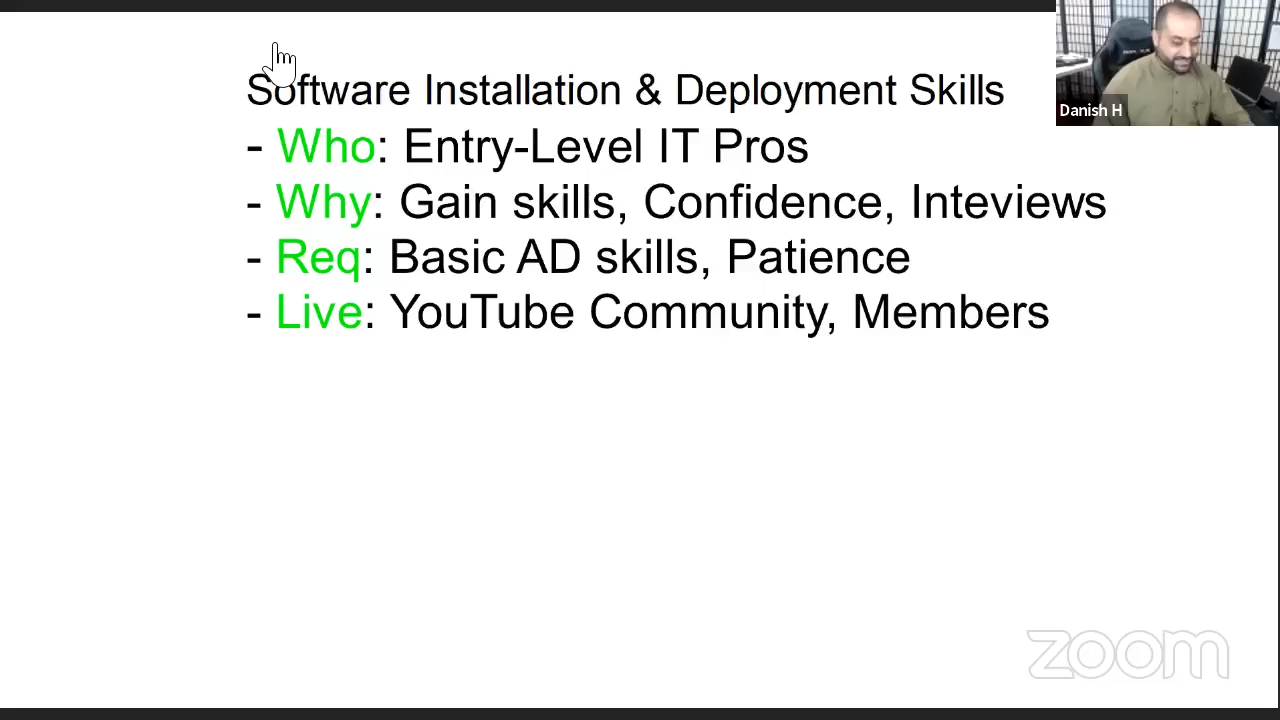 Software Installation & Deployment Skills
- Who: Entry-Level IT Pros
- Why: Gain skills, Confidence, Inteviews
- Req: Basic AD skills, Patience
- Live: YouTube Community, Members
Danish H
zoom